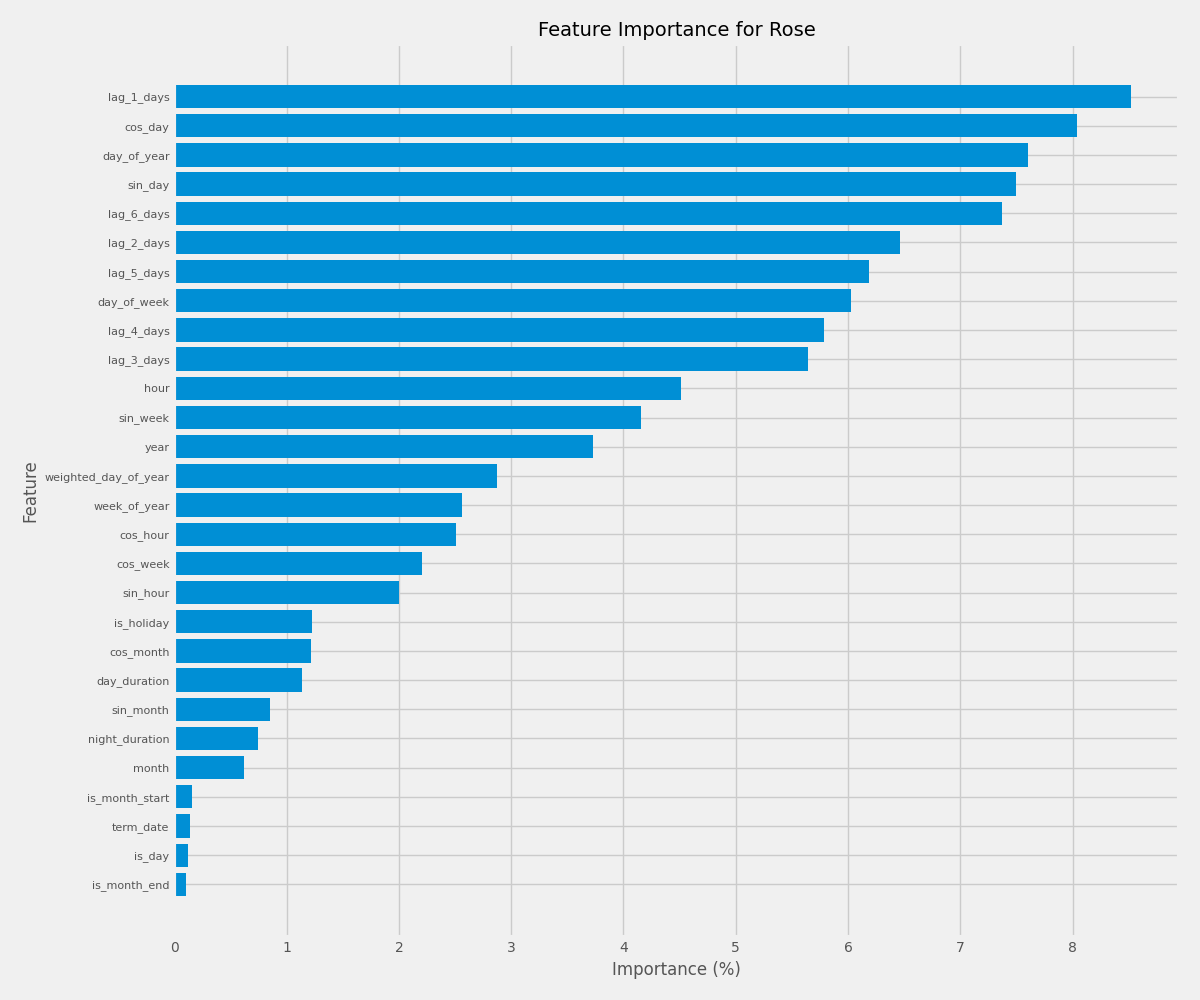 Feature Importance for Rose
Feature
lag_1_days
cos_day
day_of_year
sin_day
lag_6_days
lag_2_days
lag_5_days
day_of_week
lag_4_days
lag_3_days
hour
sin_week
year
weighted_day_of_year
week_of_year
cos_hour
cos_week
sin_hour
is_holiday
cos_month
day_duration
sin_month
night_duration
month
is_month_start
term_date
is_day
is_month_end
0 1 2 3 4 5 6 7 8
Importance (%)